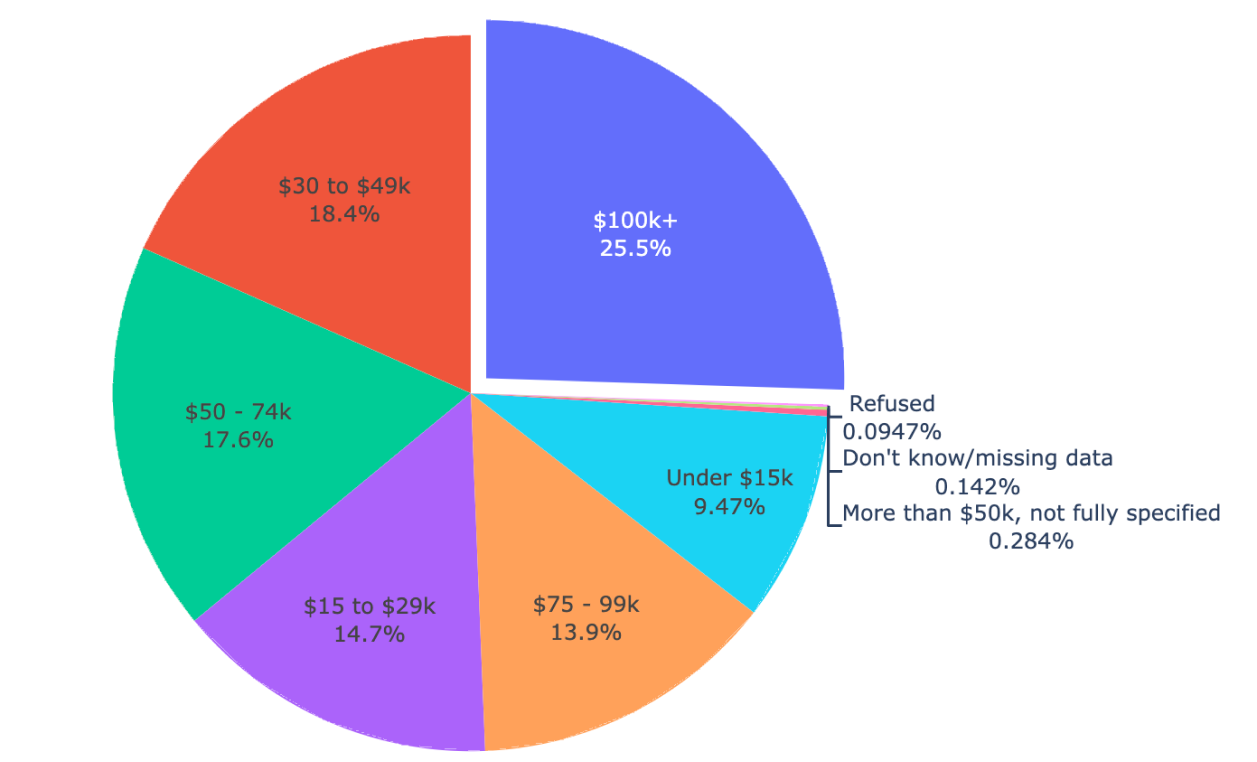 $100k+
25.5%
$30 to $49k
18.4%
$50 - 74k
17.6%
$15 to $29k
14.7%
$75 - 99k
13.9%
Under $15k
9.47%
Refused
0.0947%
Don't know/missing data
0.142%
More than $50k, not fully specified
0.284%